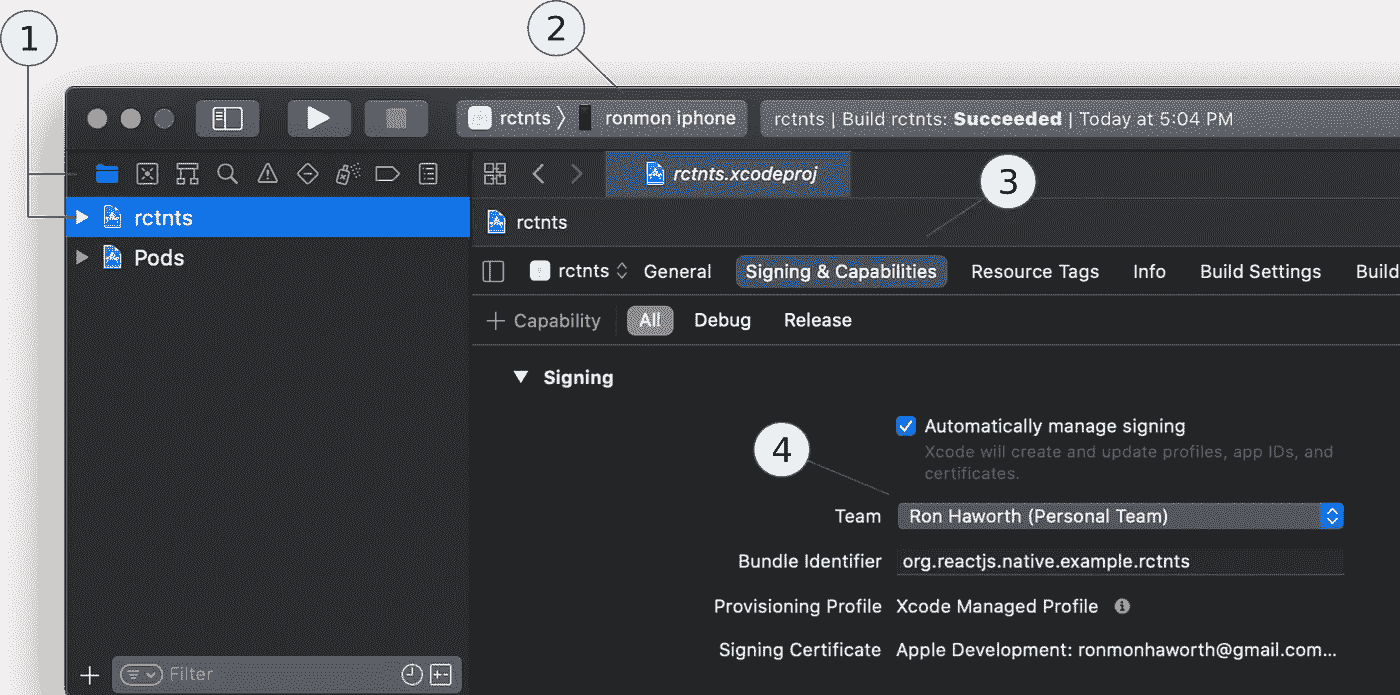 1
2
rctnts 〉 ronmon iphone
rctnts | Build rctnts: Succeeded | Today at 5:04 PM
rctnts.xcodeproj
3
rctnts
rctnts
Pods
rctnts General Signing & Capabilities Resource Tags Info Build Settings Build
+ Capability All Debug Release
Signing
Automatically manage signing
Xcode will create and update profiles, app IDs, and
certificates.
4
Team Ron Haworth (Personal Team)
Bundle Identifier org.reactjs.native.example.rctnts
Provisioning Profile Xcode Managed Profile
Signing Certificate Apple Development: ronmonhaworth@gmail.com...
Filter